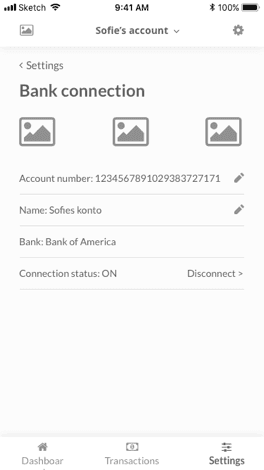 Sketch 9:41 AM 100%
Sofie's account
< Settings
Bank connection
Account number: 1234567891029383727171
Name: Sofies konto
Bank: Bank of America
Connection status: ON Disconnect >
Dashboar Transactions Settings